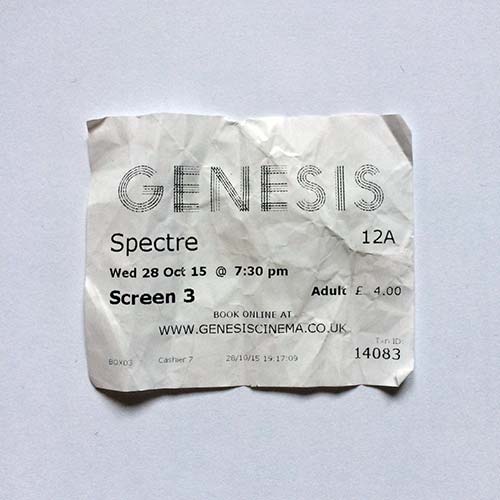 GENESIS
Spectre 12A
Wed 28 Oct 15 @ 7:30 pm
Screen 3 Adult £ 4.00
BOOK ONLINE AT
WWW.GENESISCINEMA.CO.UK
Txn ID:
BOX03 Cashier 7 28/10/15 19:17:09 14083